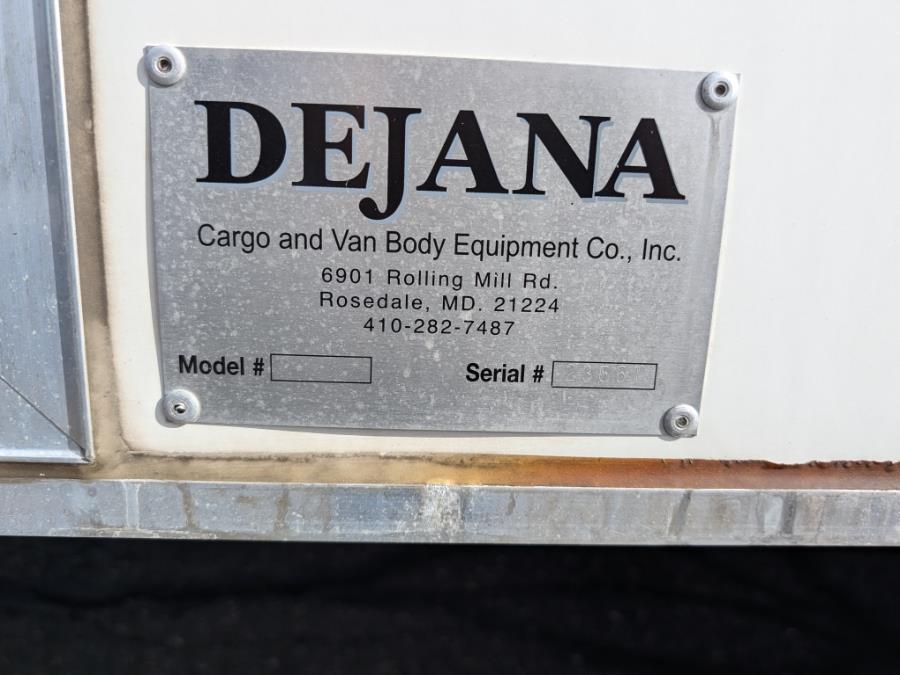 DEJANA
Cargo and Van Body Equipment Co., Inc.
6901 Rolling Mill Rd.
Rosedale, MD. 21224
410-282-7487
Model #
Serial #